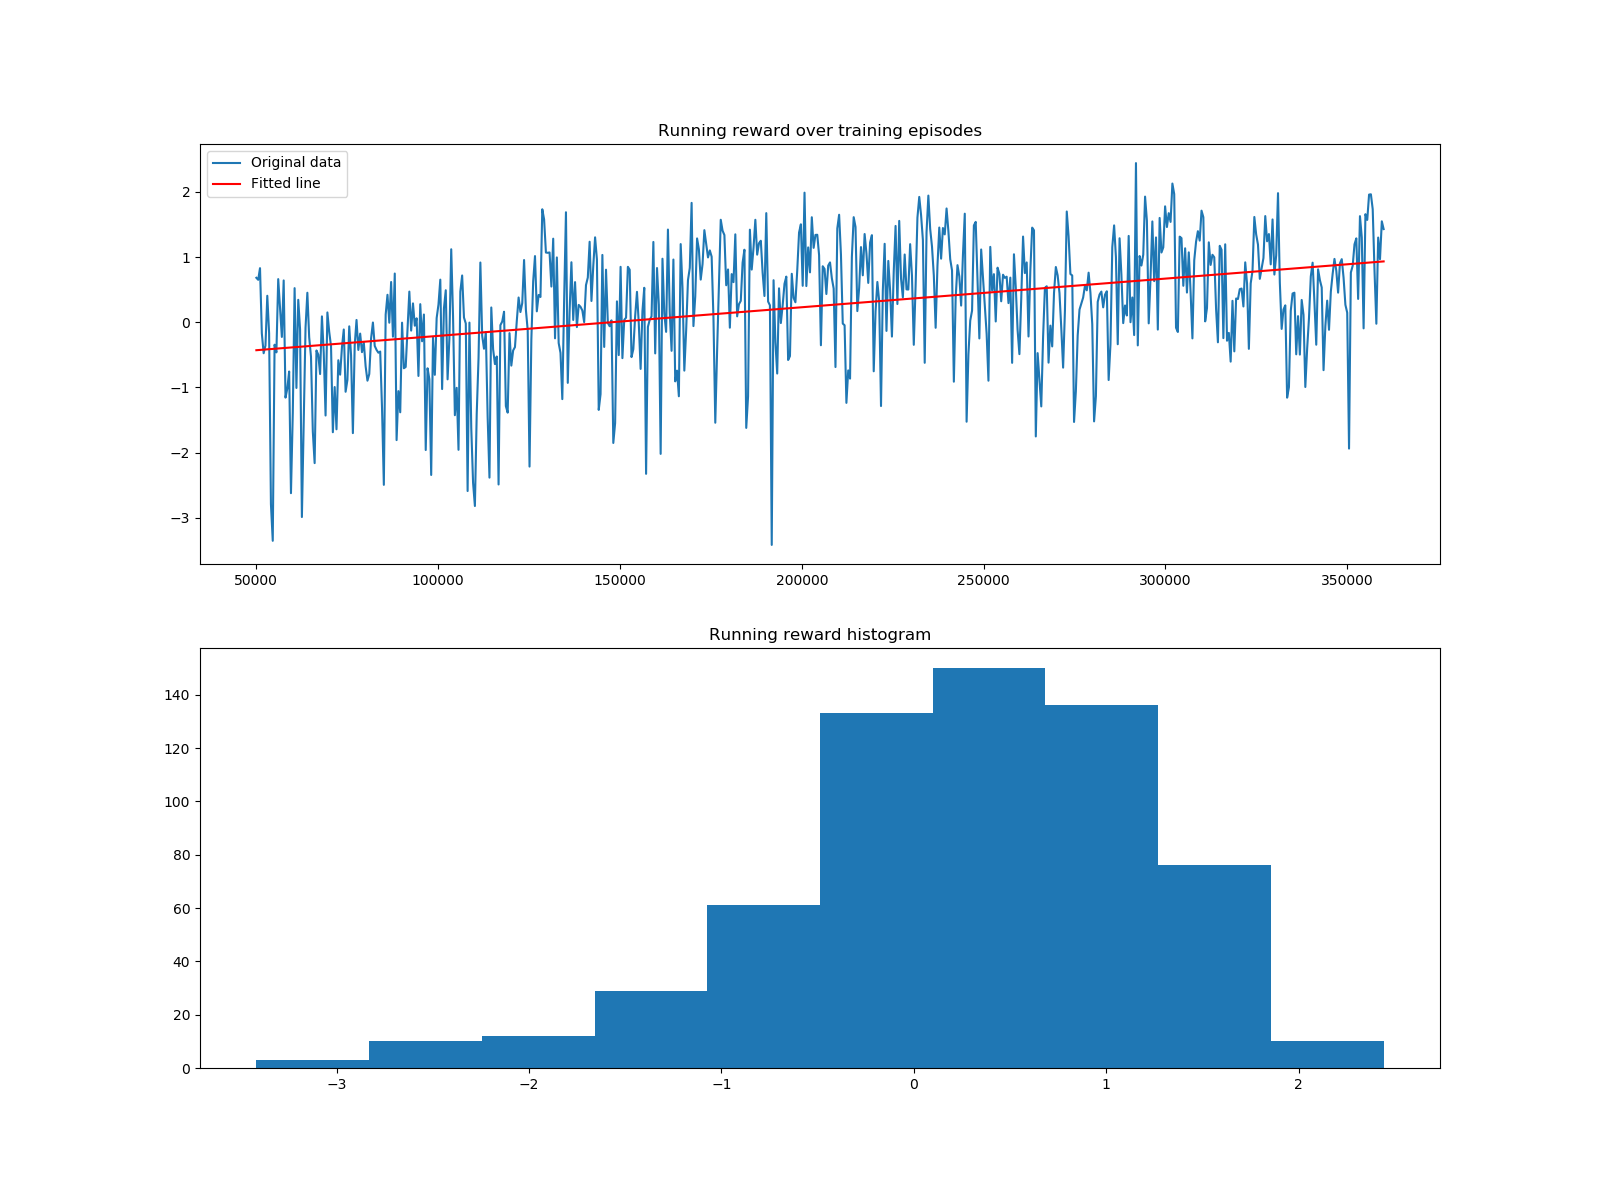 Running reward over training episodes
Original data
Fitted line
2
1
0
−1
−2
−3
50000 100000 150000 200000 250000 300000 350000
Running reward histogram
140
120
100
80
60
40
20
0
−3 −2 −1 0 1 2